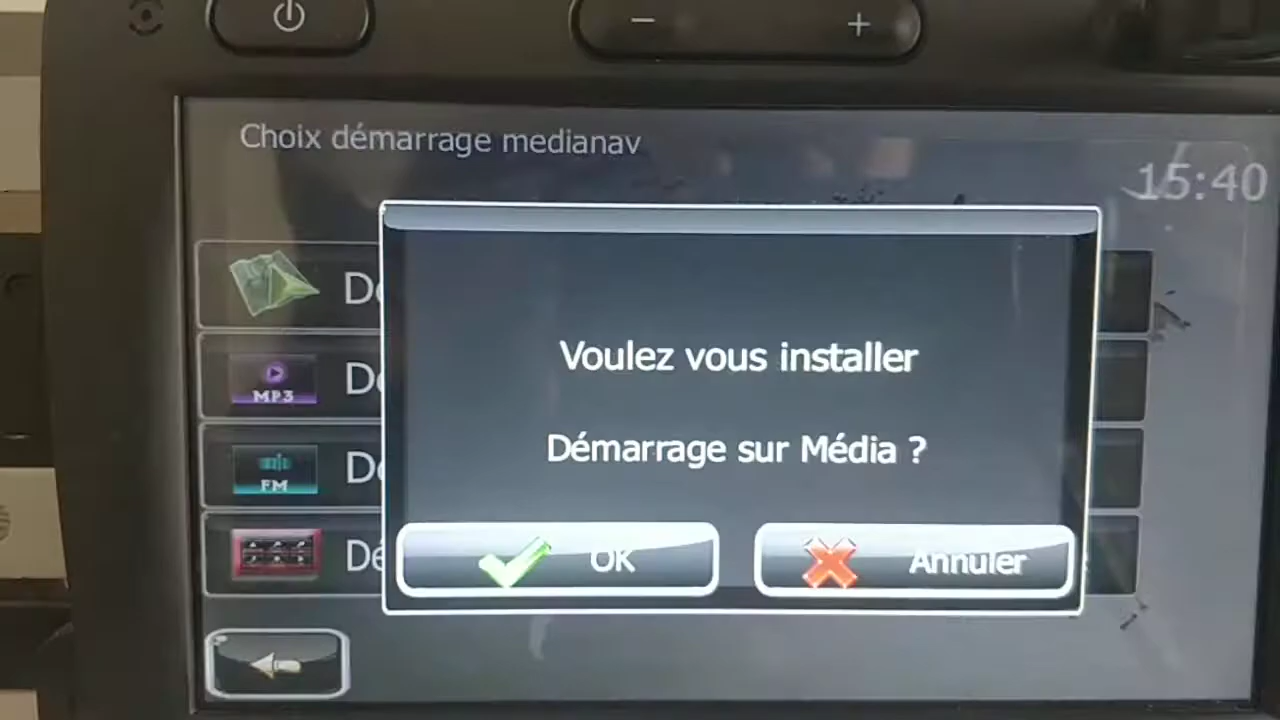 Choix démarrage medianav
15:40
Voulez vous installer
Démarrage sur Média ?
MP3
FM
OK
Annuler